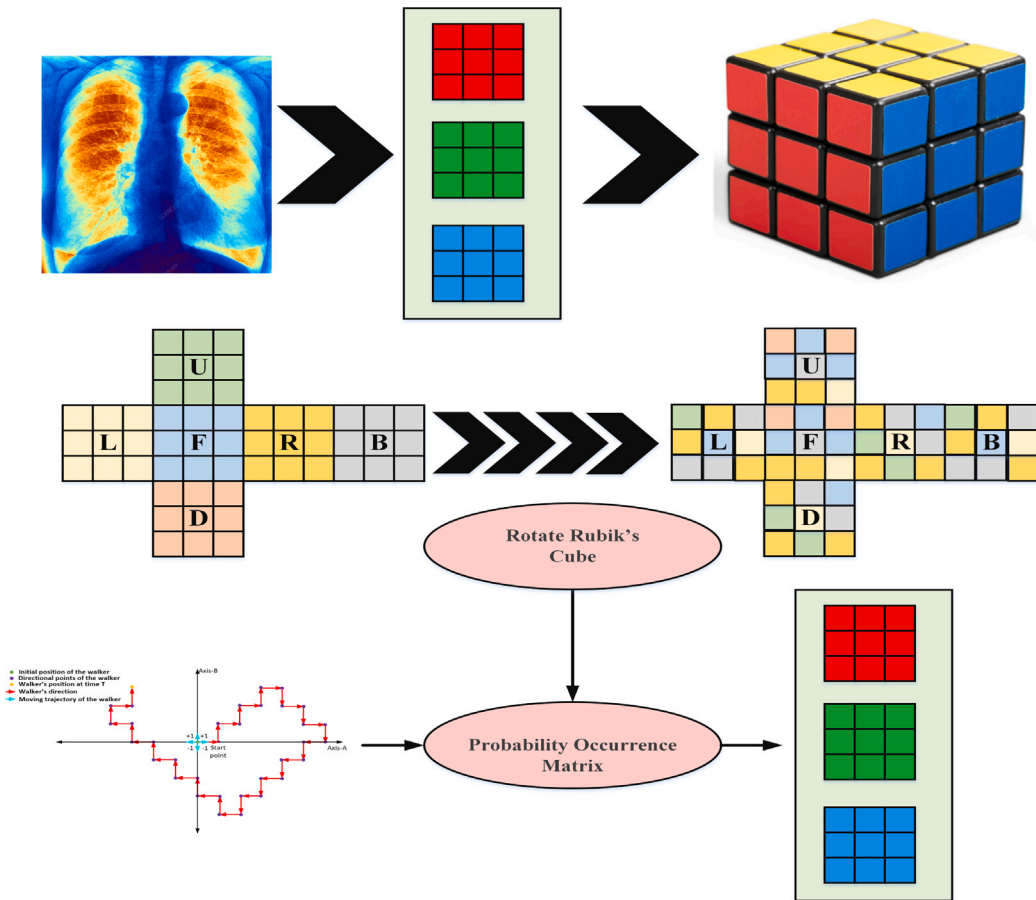 U
L F R B
D
U
L F R B
D
Rotate Rubik's
Cube
Initial position of the walker
Directional points of the walker
Walker's position at time T
Walker's direction
Moving trajectory of the walker
Axis-B
+1 +1
-1 -1
Start
point
Axis-A
Probability Occurrence
Matrix